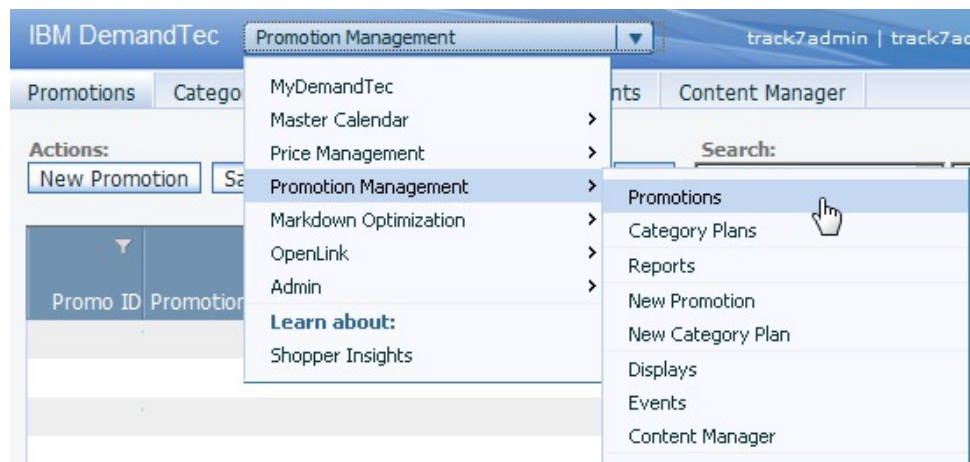 IBM DemandTec Promotion Management track7admin | track7ad
Promotions Catego nts Content Manager
MyDemandTec
Master Calendar
Price Management
Promotion Management
Markdown Optimization
OpenLink
Admin
Learn about:
Shopper Insights
Actions:
New Promotion Sa
Search:
Promo ID Promotion
Promotions
Category Plans
Reports
New Promotion
New Category Plan
Displays
Events
Content Manager